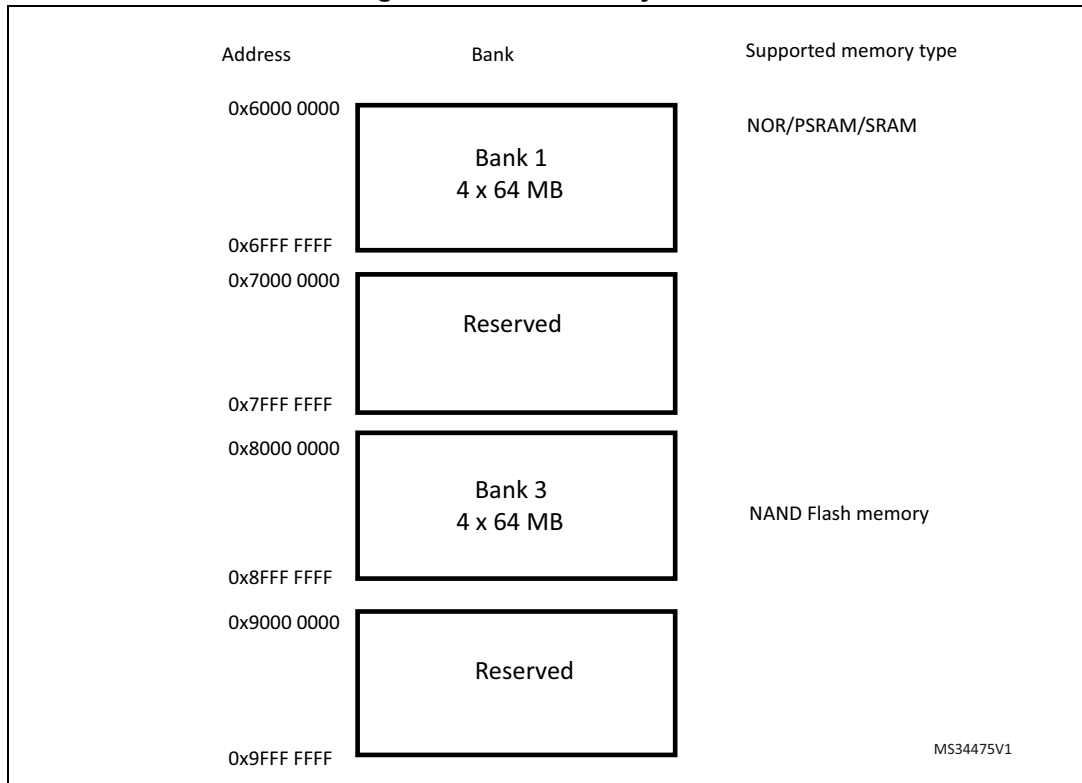 Address Bank Supported memory type
0x6000 0000
NOR/PSRAM/SRAM
Bank 1
4 x 64 MB
0x6FFF FFFF
0x7000 0000
Reserved
0x7FFF FFFF
0x8000 0000
Bank 3
4 x 64 MB
NAND Flash memory
0x8FFF FFFF
0x9000 0000
Reserved
0x9FFF FFFF
MS34475V1